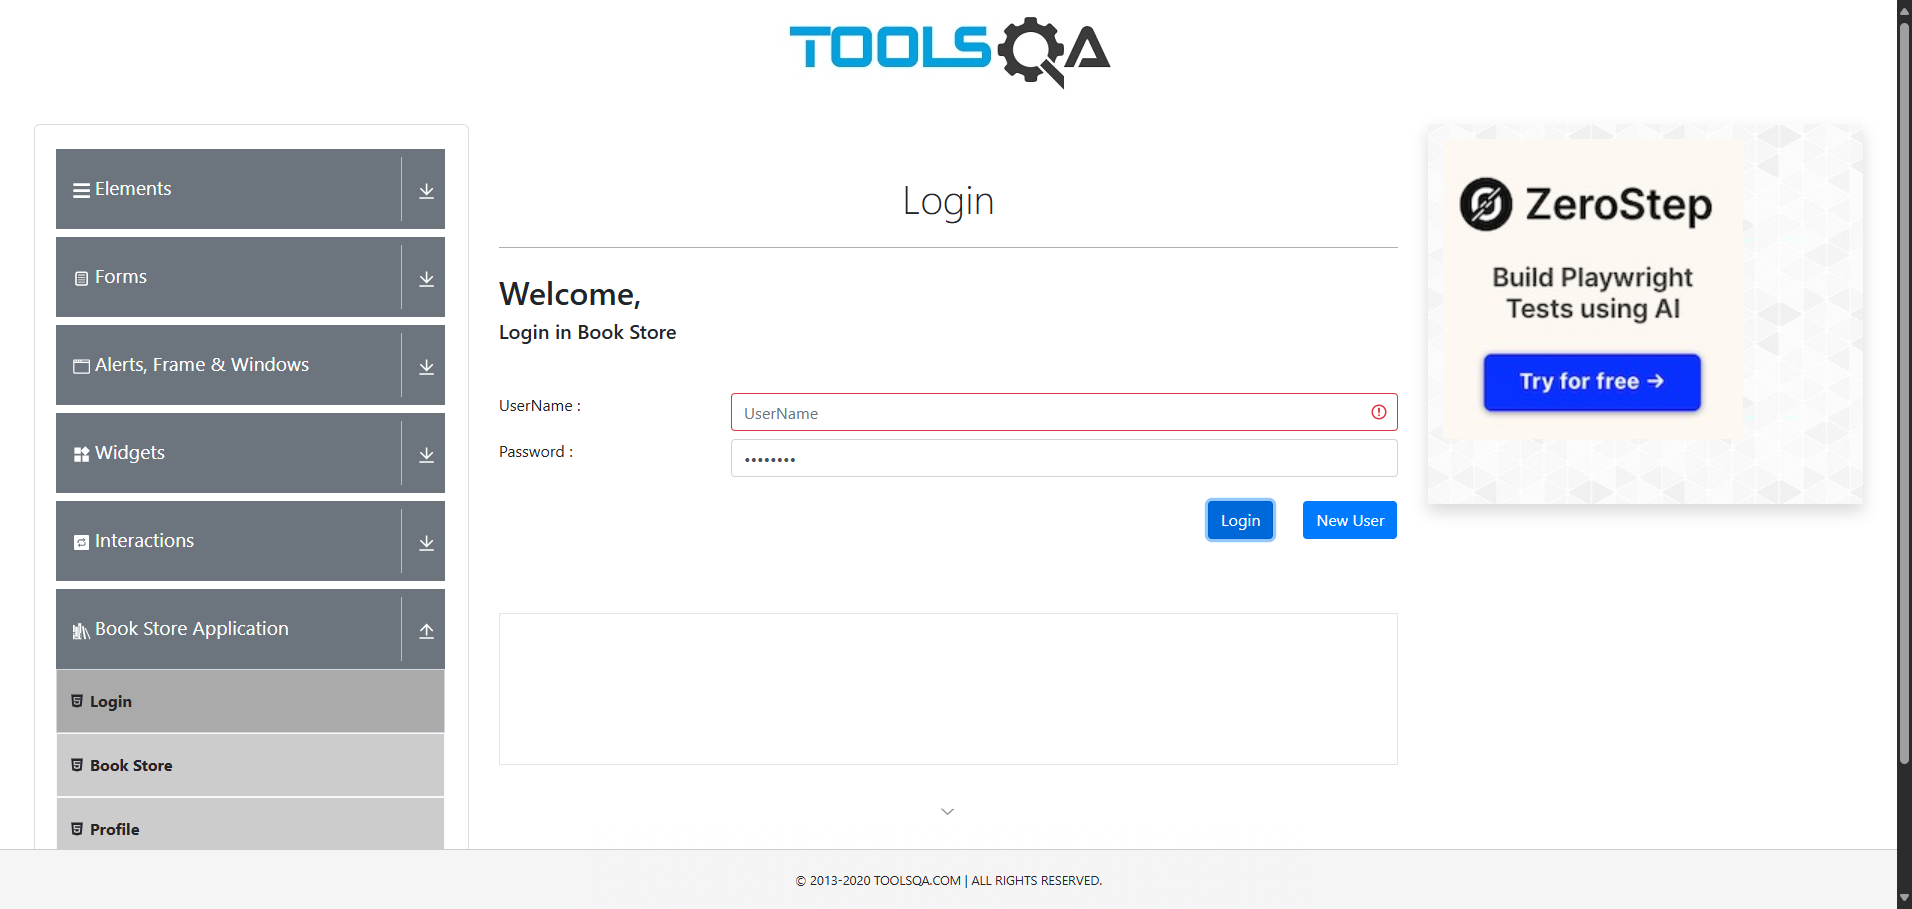 TOOLSQA
Elements
Forms
Alerts, Frame & Windows
Widgets
Interactions
Book Store Application
Login
Book Store
Profile
Login
Welcome,
Login in Book Store
UserName :
UserName
Password :
••••••••
Login
New User
ZeroStep
Build Playwright
Tests using AI
Try for free →
© 2013-2020 TOOLSQA.COM | ALL RIGHTS RESERVED.